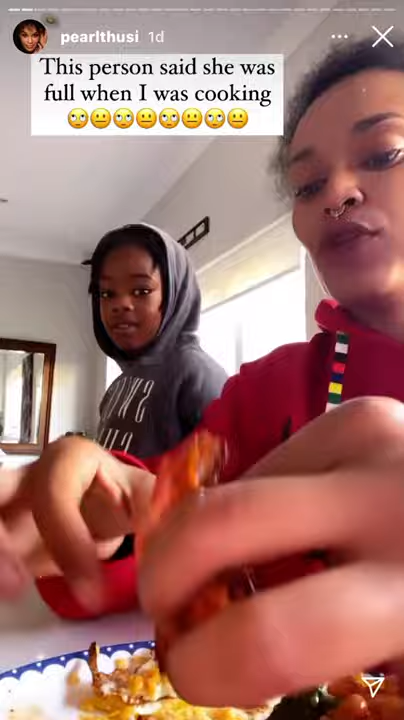 pearlthusi 1d
This person said she was
full when I was cooking
🙄😐🙄😐🙄😐🙄😐